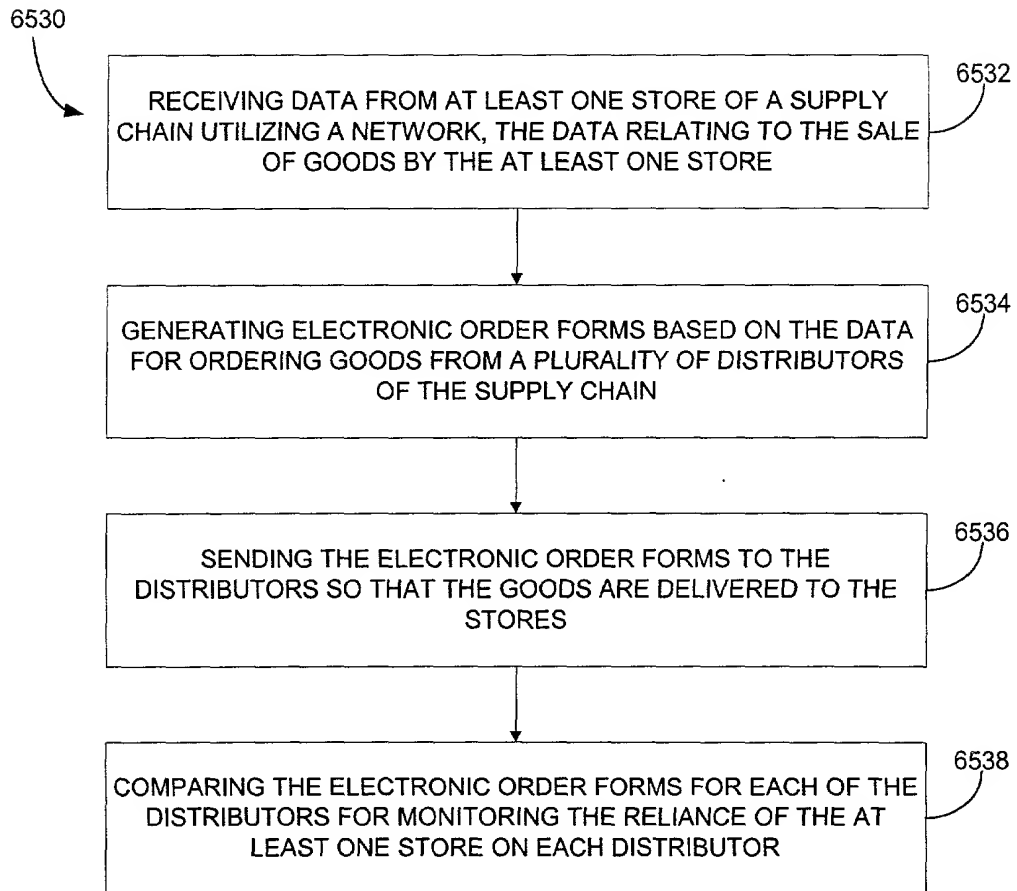 6530
6532
RECEIVING DATA FROM AT LEAST ONE STORE OF A SUPPLY
CHAIN UTILIZING A NETWORK, THE DATA RELATING TO THE SALE
OF GOODS BY THE AT LEAST ONE STORE
6534
GENERATING ELECTRONIC ORDER FORMS BASED ON THE DATA
FOR ORDERING GOODS FROM A PLURALITY OF DISTRIBUTORS
OF THE SUPPLY CHAIN
6536
SENDING THE ELECTRONIC ORDER FORMS TO THE
DISTRIBUTORS SO THAT THE GOODS ARE DELIVERED TO THE
STORES
6538
COMPARING THE ELECTRONIC ORDER FORMS FOR EACH OF THE
DISTRIBUTORS FOR MONITORING THE RELIANCE OF THE AT
LEAST ONE STORE ON EACH DISTRIBUTOR